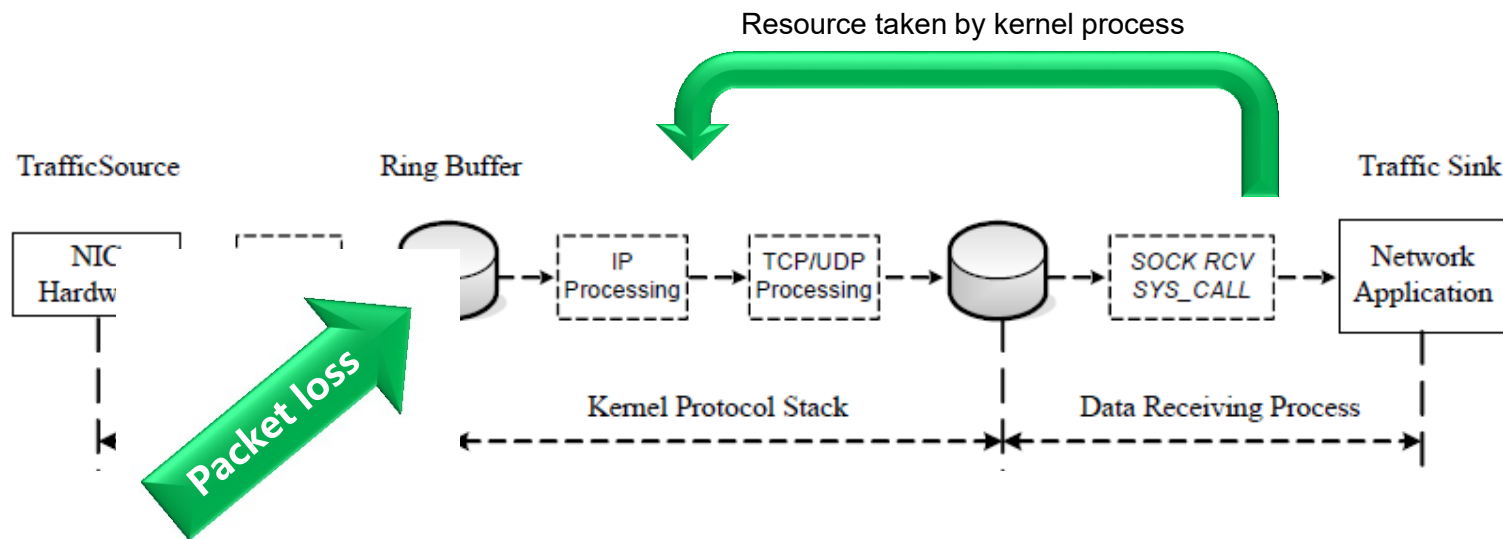 Resource taken by kernel process
TrafficSource
Ring Buffer
Traffic Sink
NIC
IP
Processing
TCP/UDP
Processing
SOCK RCV
SYS_CALL
Network
Application
Packet loss
Kernel Protocol Stack
Data Receiving Process